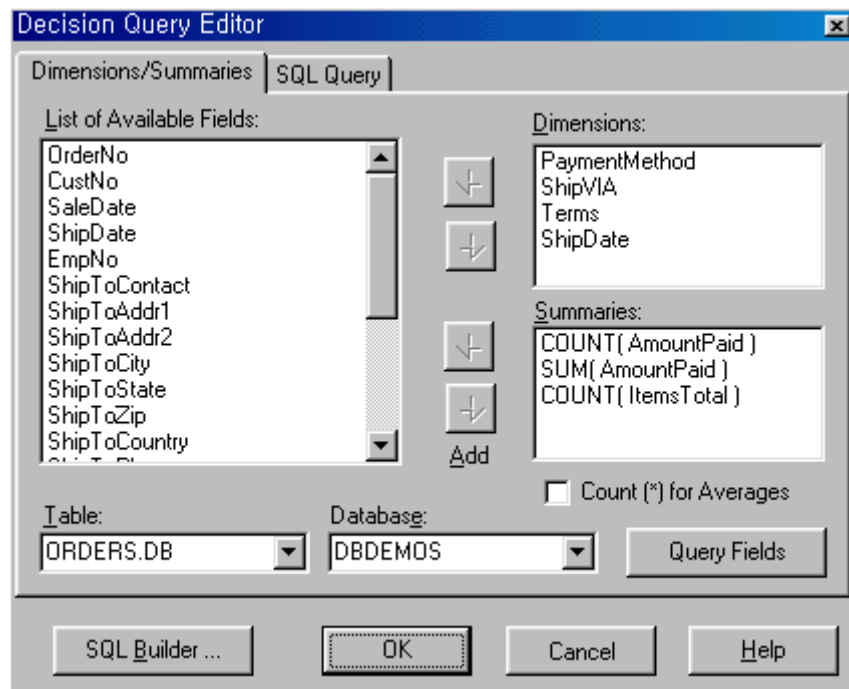 Decision Query Editor
Dimensions/Summaries
SQL Query
List of Available Fields:
OrderNo
CustNo
SaleDate
ShipDate
EmpNo
ShipToContact
ShipToAddr1
ShipToAddr2
ShipToCity
ShipToState
ShipToZip
ShipToCountry
Add
Dimensions:
PaymentMethod
ShipVIA
Terms
ShipDate
Summaries:
COUNT( AmountPaid )
SUM( AmountPaid )
COUNT( ItemsTotal )
Count (*) for Averages
Table:
ORDERS.DB
Database:
DBDEMOS
Query Fields
SQL Builder ...
OK
Cancel
Help